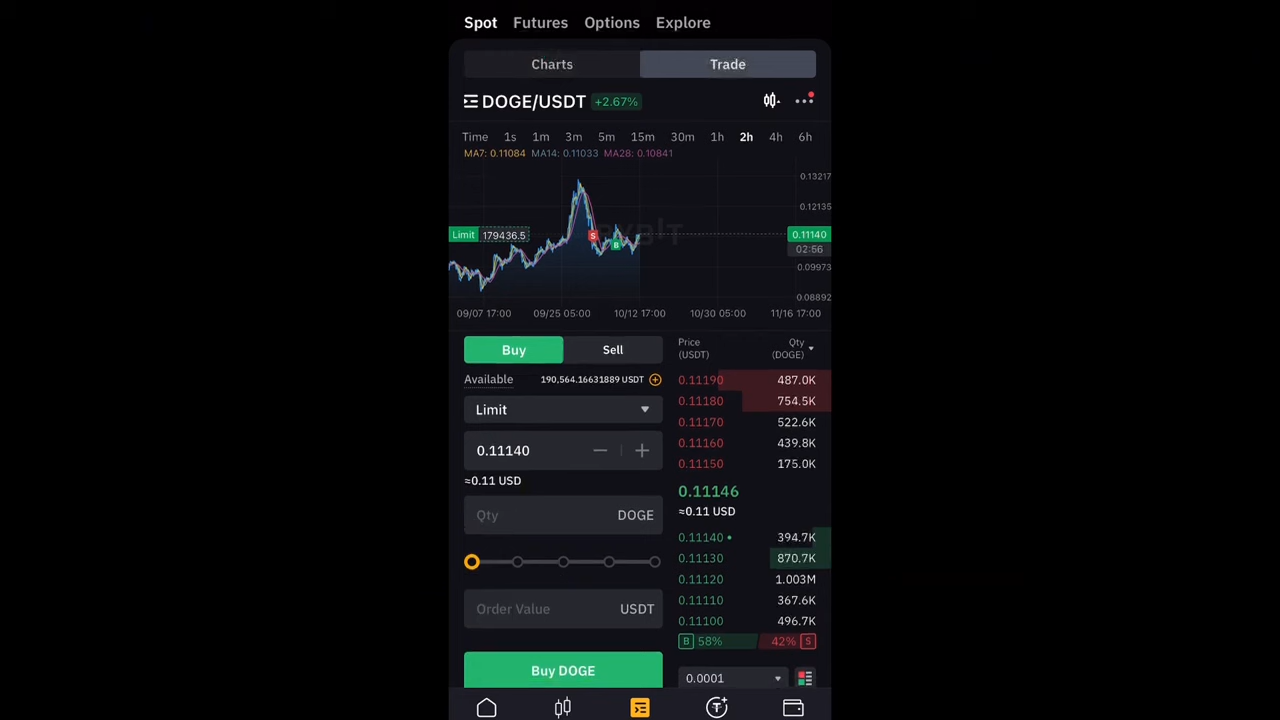 Spot Futures Options Explore
Charts Trade
DOGE/USDT +2.67%
Time 1s 1m 3m 5m 15m 30m 1h 2h 4h 6h
MA7: 0.11084 MA14: 0.11033 MA28: 0.10841
0.13217
0.12135
Limit 179436.5 S 0.11140
B 02:56
0.09973
0.08892
09/07 17:00 09/25 05:00 10/12 17:00 10/30 05:00 11/16 17:00
Buy Sell
Available 190,564.16631889 USDT
Limit
0.11140
≈0.11 USD
Qty DOGE
Order Value USDT
Buy DOGE
Price (USDT) Qty (DOGE)
0.11190 487.0K
0.11180 754.5K
0.11170 522.6K
0.11160 439.8K
0.11150 175.0K
0.11146
≈0.11 USD
0.11140 394.7K
0.11130 870.7K
0.11120 1.003M
0.11110 367.6K
0.11100 496.7K
B 58% 42% S
0.0001